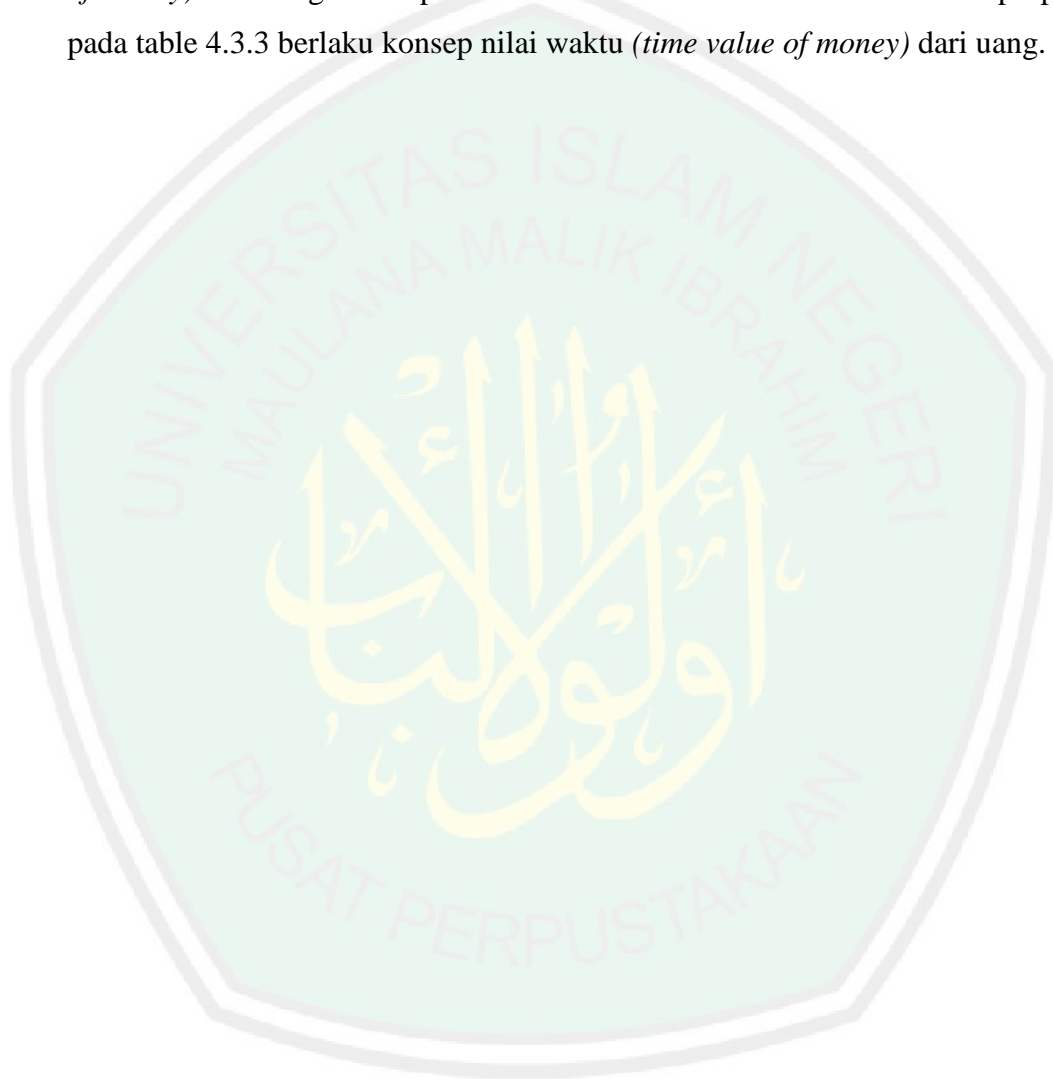 pada table 4.3.3 berlaku konsep nilai waktu (time value of money) dari uang.
UNIVERSITAS ISLAM NEGERI
MAULANA MALIK IBRAHIM
أولوا الألباب
PUSAT PERPUSTAKAAN